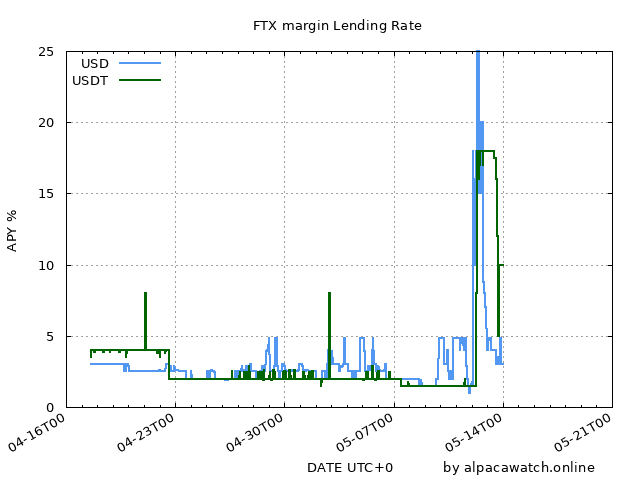 FTX margin Lending Rate
USD
USDT
25
20
15
10
5
0
APY %
04-16T00
04-23T00
04-30T00
05-07T00
05-14T00
05-21T00
DATE UTC+0
by alpacawatch.online